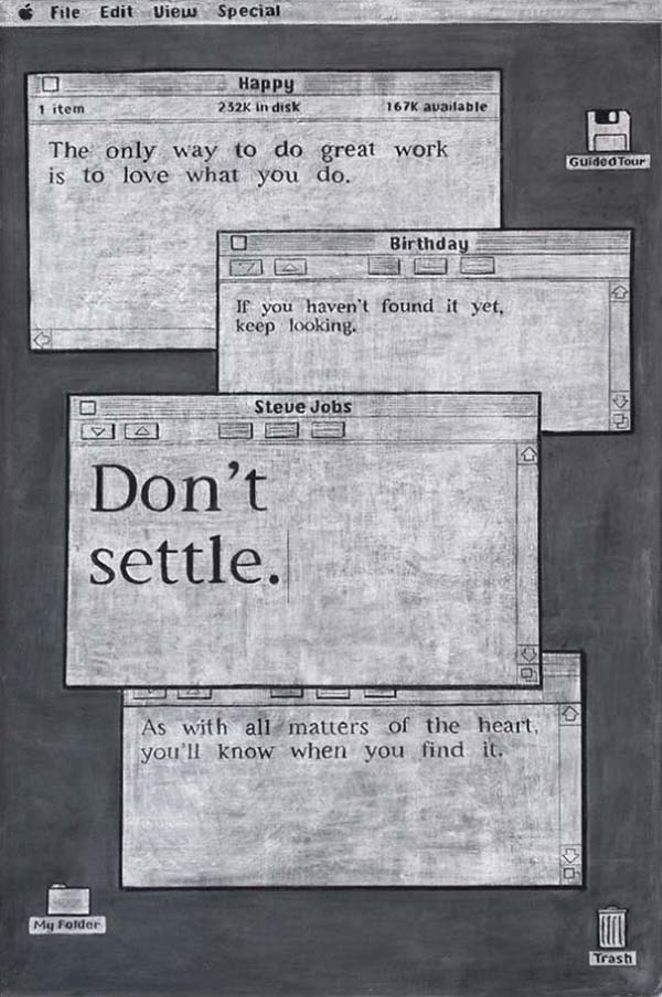 File Edit View Special
Happy
1 item 232K in disk 167K available
The only way to do great work
is to love what you do.
Guided Tour
Birthday
If you haven't found it yet,
keep looking.
Steve Jobs
Don't
settle.
As with all matters of the heart,
you'll know when you find it.
My Folder
Trash